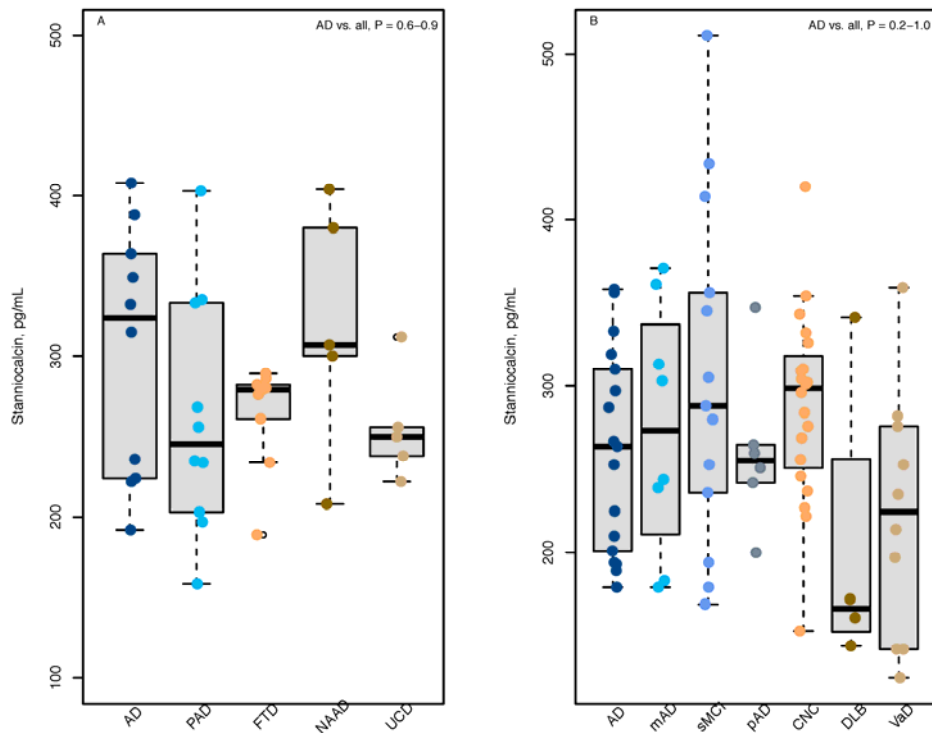 A
AD vs. all, P = 0.6–0.9
Stanniocalcin, pg/mL
500
400
300
200
100
AD
PAD
FTD
NAAD
UCD
B
AD vs. all, P = 0.2–1.0
Stanniocalcin, pg/mL
500
400
300
200
AD
mAD
sMCI
pAD
CNC
DLB
VaD